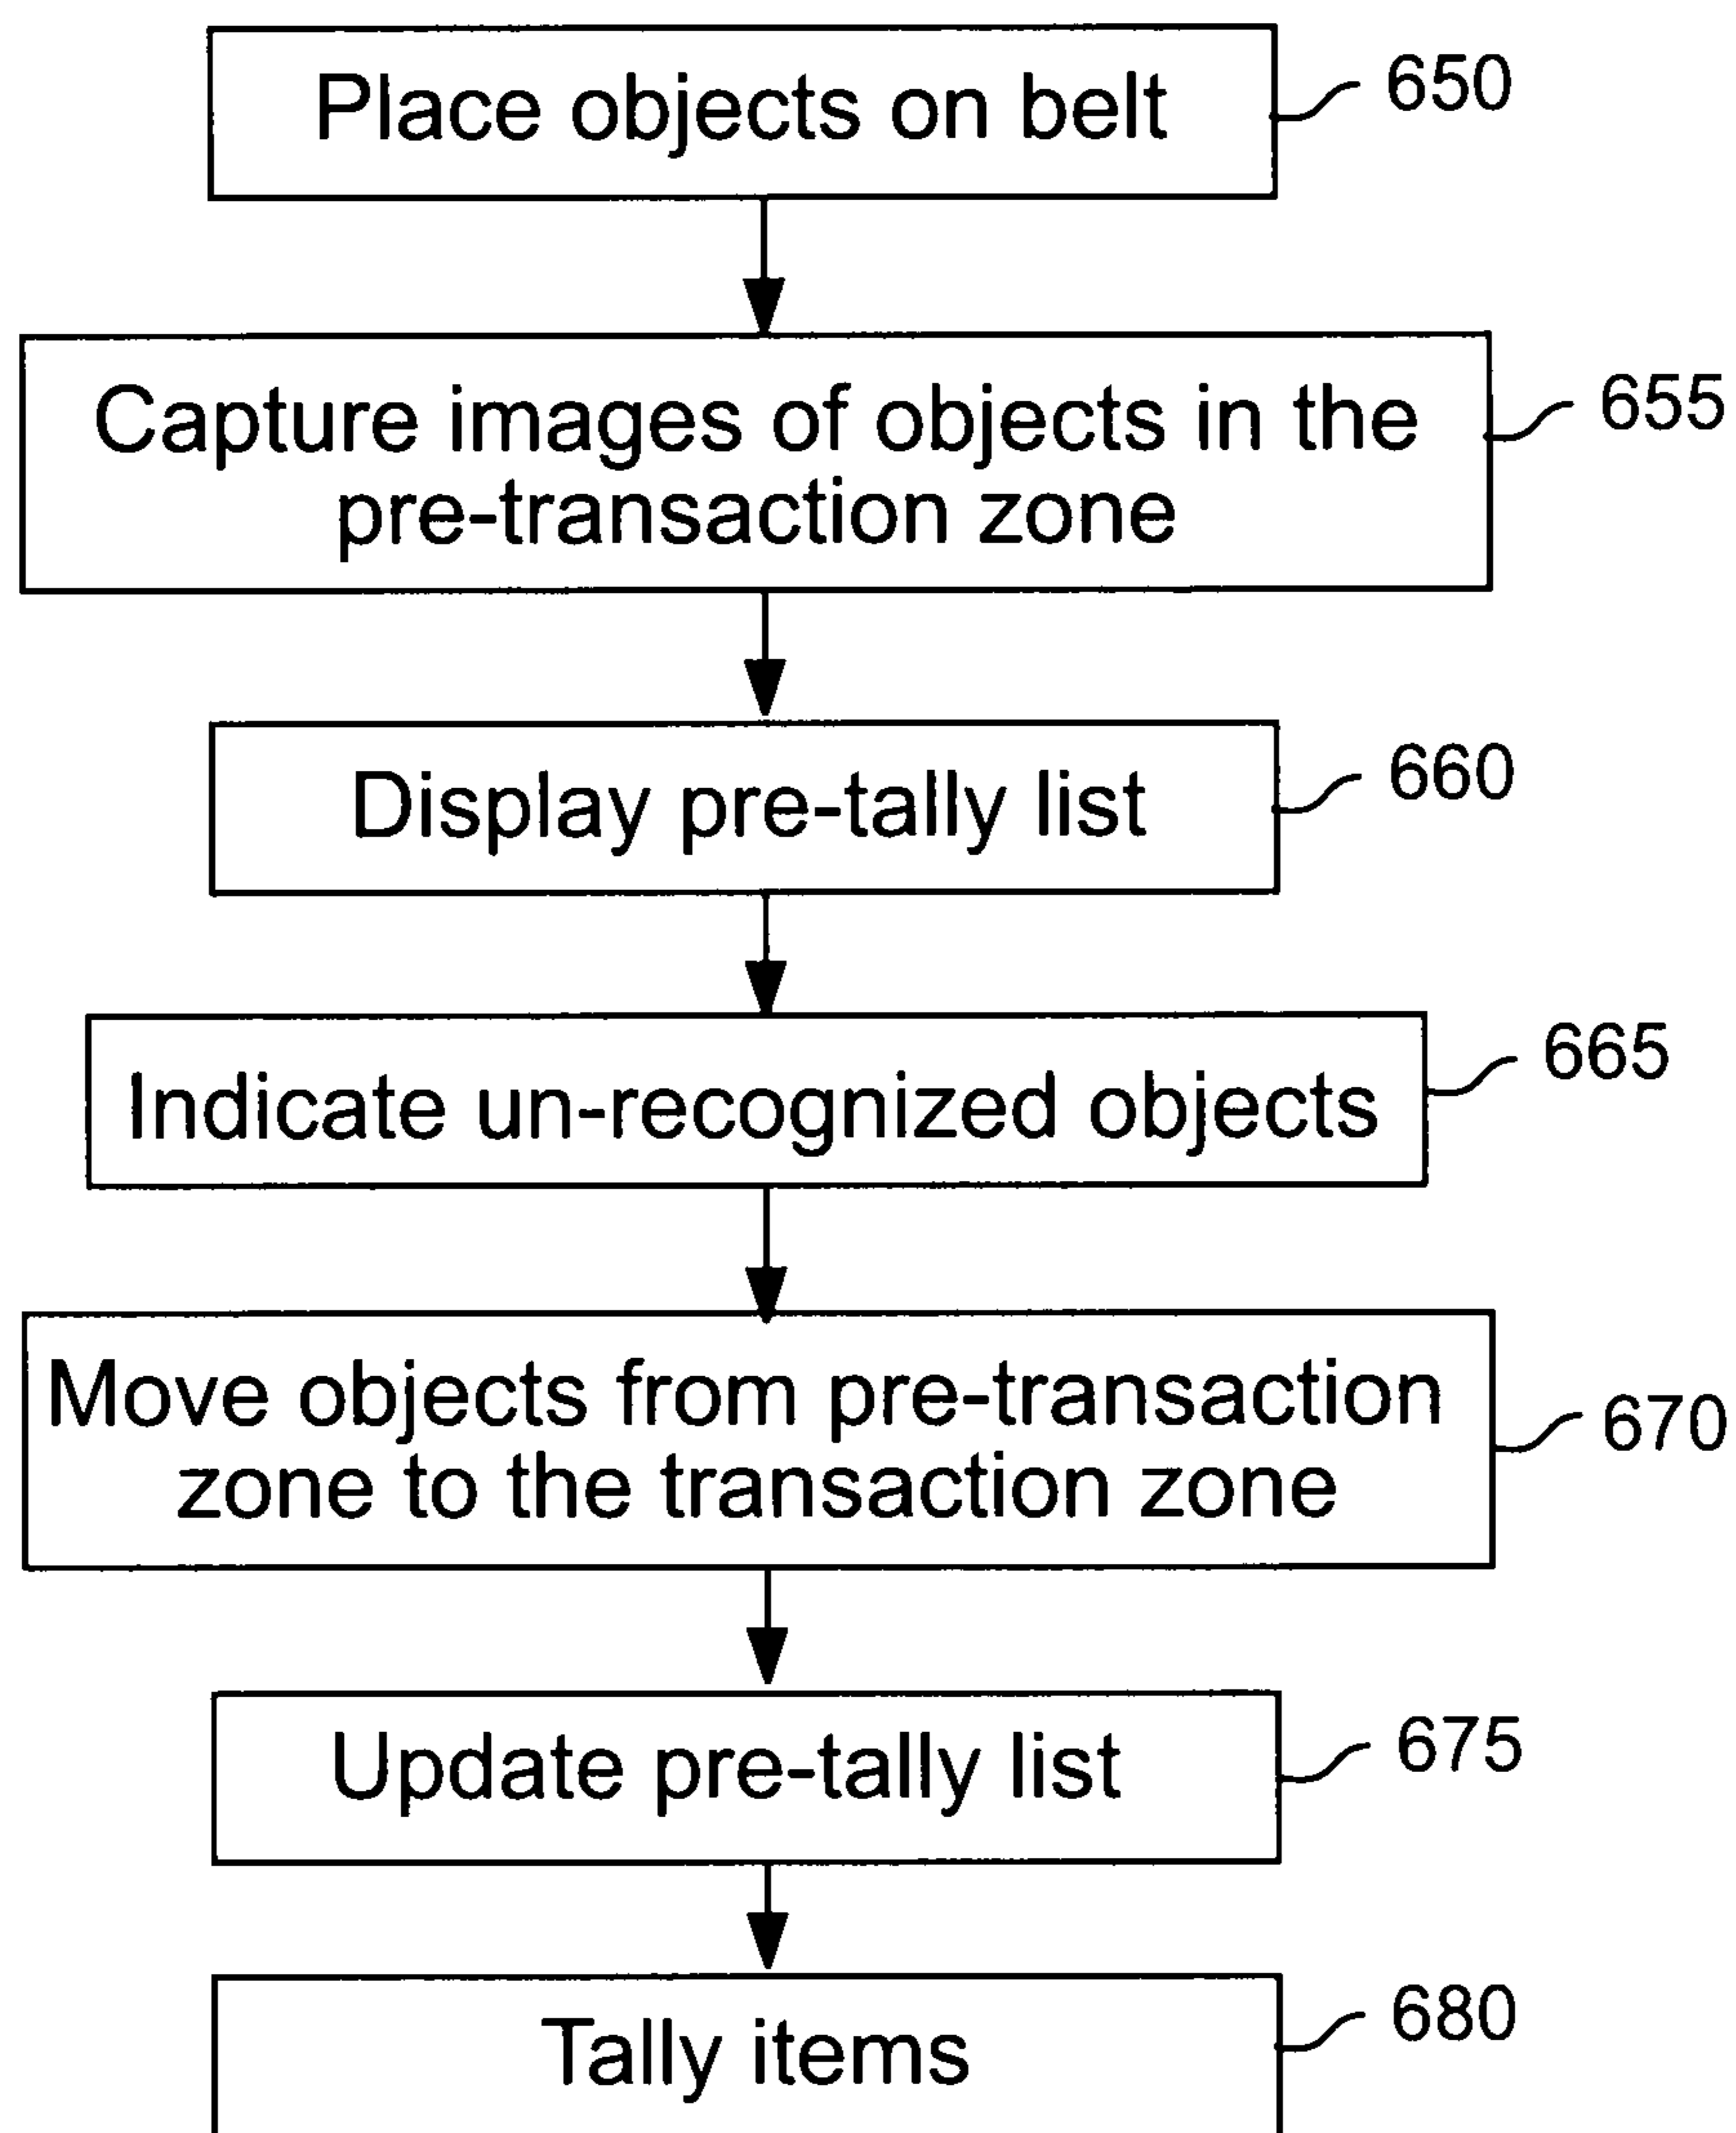 Place objects on belt
650
Capture images of objects in the
pre-transaction zone
655
Display pre-tally list
660
Indicate un-recognized objects
665
Move objects from pre-transaction
zone to the transaction zone
670
Update pre-tally list
675
Tally items
680